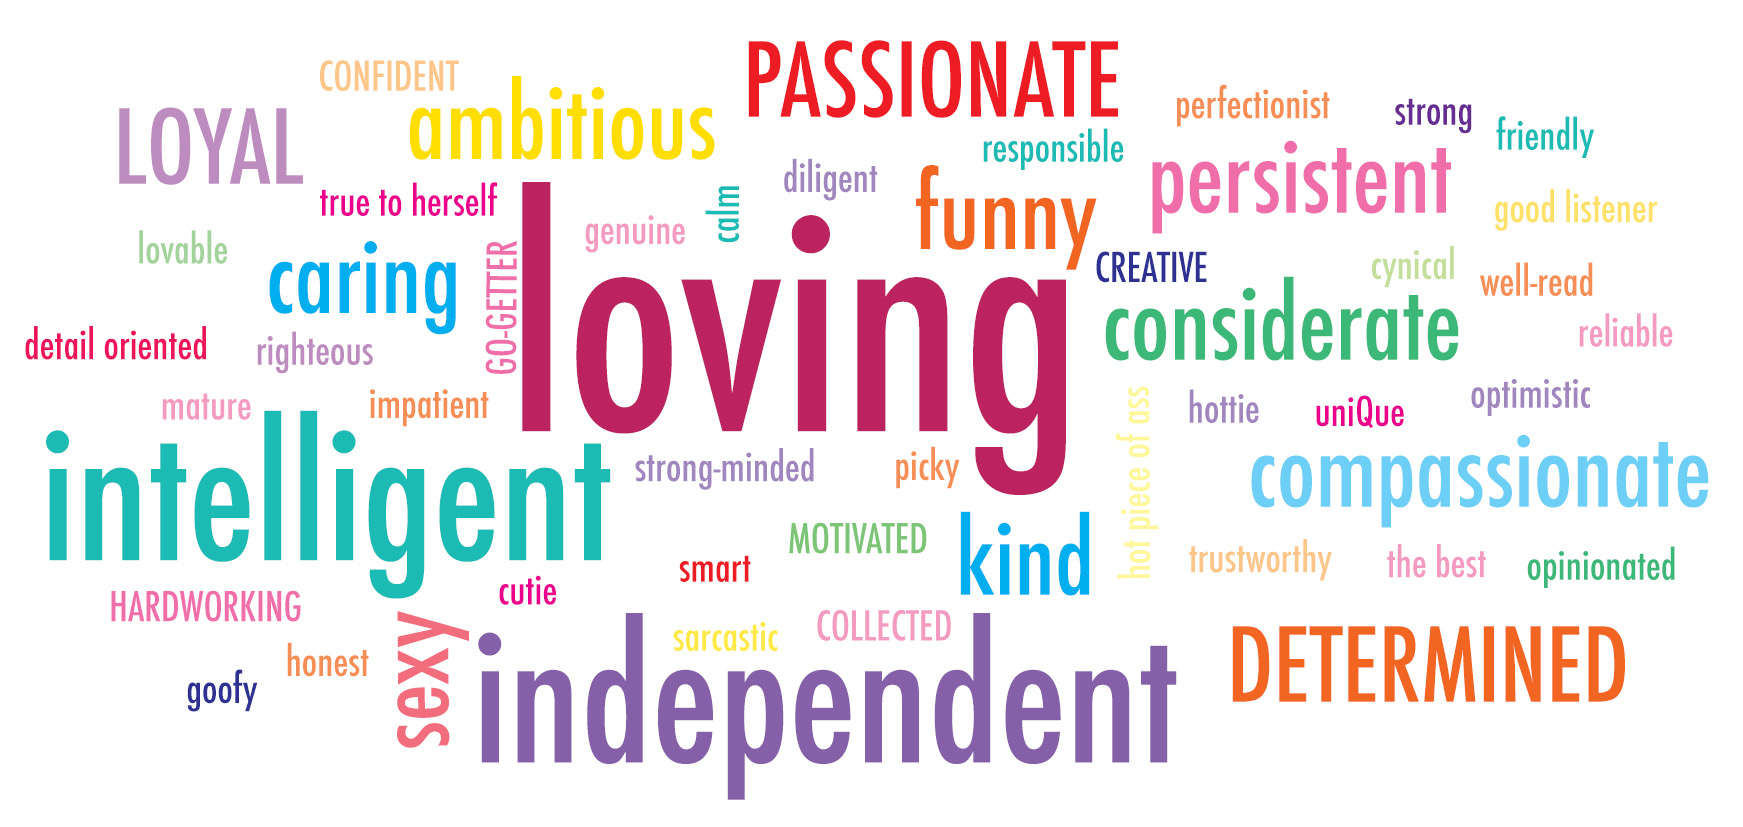 PASSIONATE
CONFIDENT
ambitious
LOYAL
perfectionist
strong
friendly
responsible
persistent
diligent
funny
true to herself
calm
genuine
good listener
lovable
caring
GO-GETTER
loving
CREATIVE
cynical
well-read
considerate
reliable
detail oriented
righteous
mature
impatient
hottie
uniQue
optimistic
hot piece of ass
intelligent
strong-minded
picky
compassionate
MOTIVATED
kind
smart
trustworthy
the best
opinionated
HARDWORKING
cutie
sexy
sarcastic
COLLECTED
honest
goofy
independent
DETERMINED